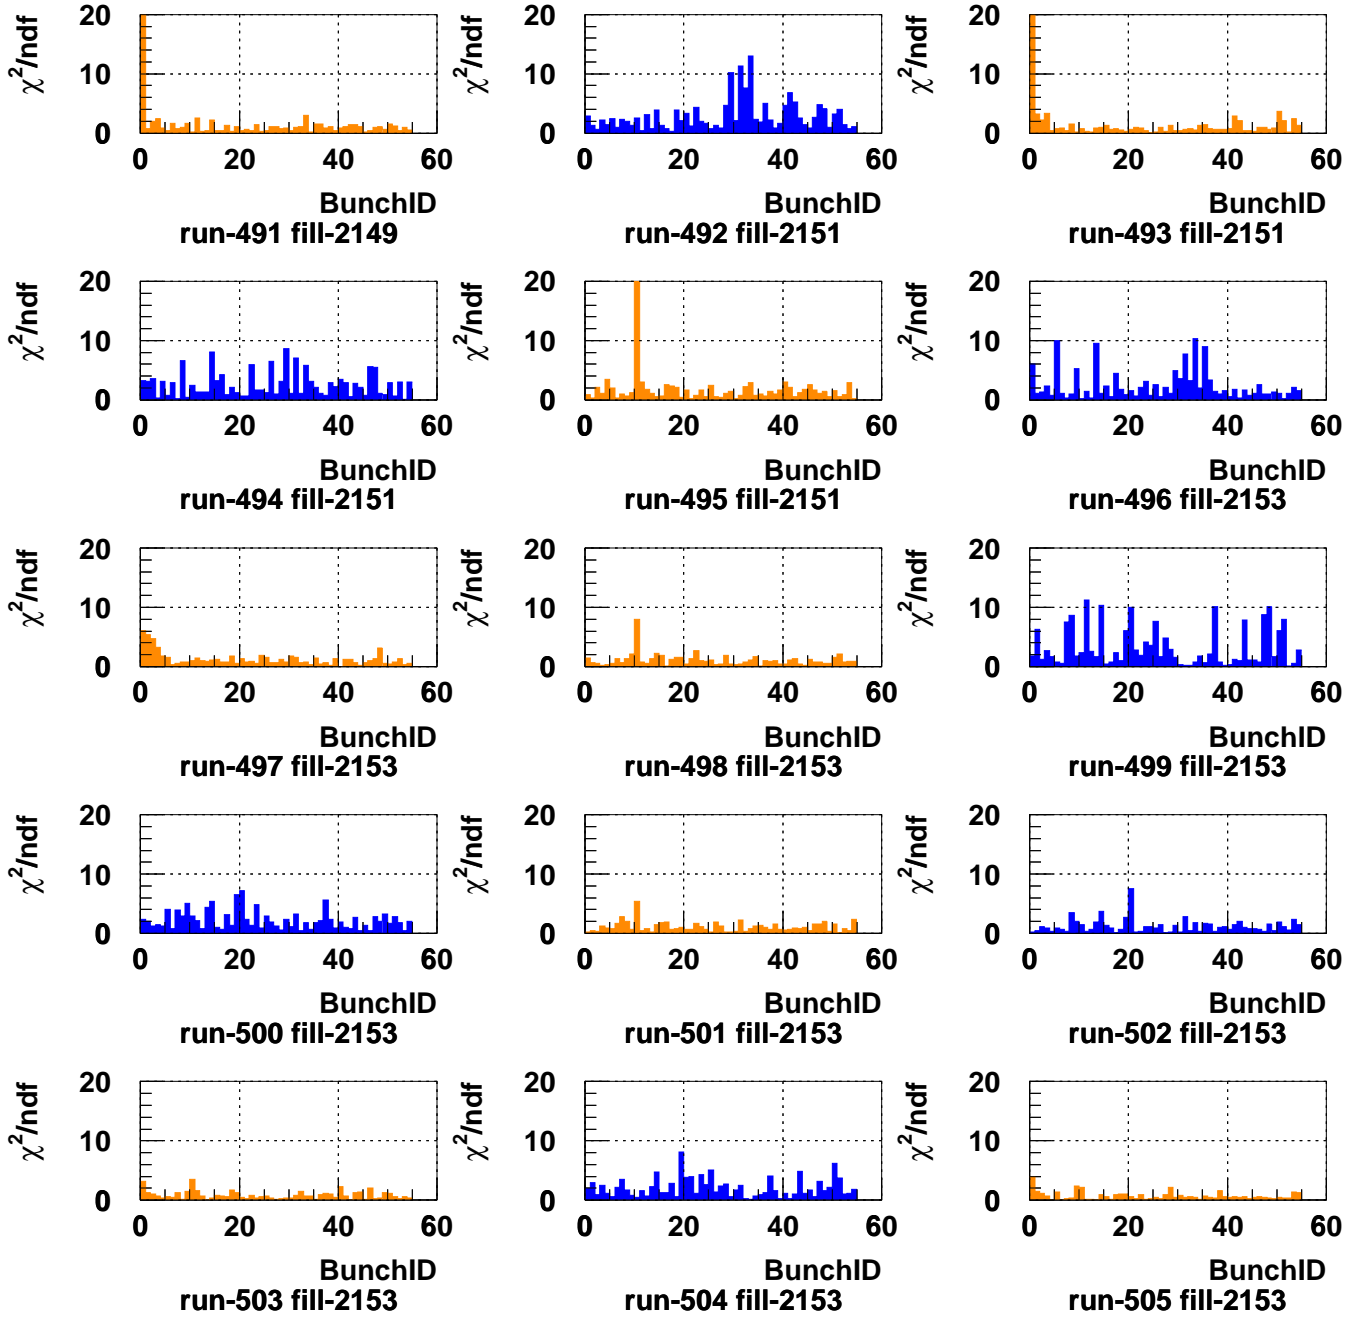 χ²/ndf 20 10 0 χ²/ndf 20 10 0 χ²/ndf 20 10 0
0 20 40 60 0 20 40 60 0 20 40 60
BunchID BunchID BunchID
run-491 fill-2149 run-492 fill-2151 run-493 fill-2151
χ²/ndf 20 10 0 χ²/ndf 20 10 0 χ²/ndf 20 10 0
0 20 40 60 0 20 40 60 0 20 40 60
BunchID BunchID BunchID
run-494 fill-2151 run-495 fill-2151 run-496 fill-2153
χ²/ndf 20 10 0 χ²/ndf 20 10 0 χ²/ndf 20 10 0
0 20 40 60 0 20 40 60 0 20 40 60
BunchID BunchID BunchID
run-497 fill-2153 run-498 fill-2153 run-499 fill-2153
χ²/ndf 20 10 0 χ²/ndf 20 10 0 χ²/ndf 20 10 0
0 20 40 60 0 20 40 60 0 20 40 60
BunchID BunchID BunchID
run-500 fill-2153 run-501 fill-2153 run-502 fill-2153
χ²/ndf 20 10 0 χ²/ndf 20 10 0 χ²/ndf 20 10 0
0 20 40 60 0 20 40 60 0 20 40 60
BunchID BunchID BunchID
run-503 fill-2153 run-504 fill-2153 run-505 fill-2153